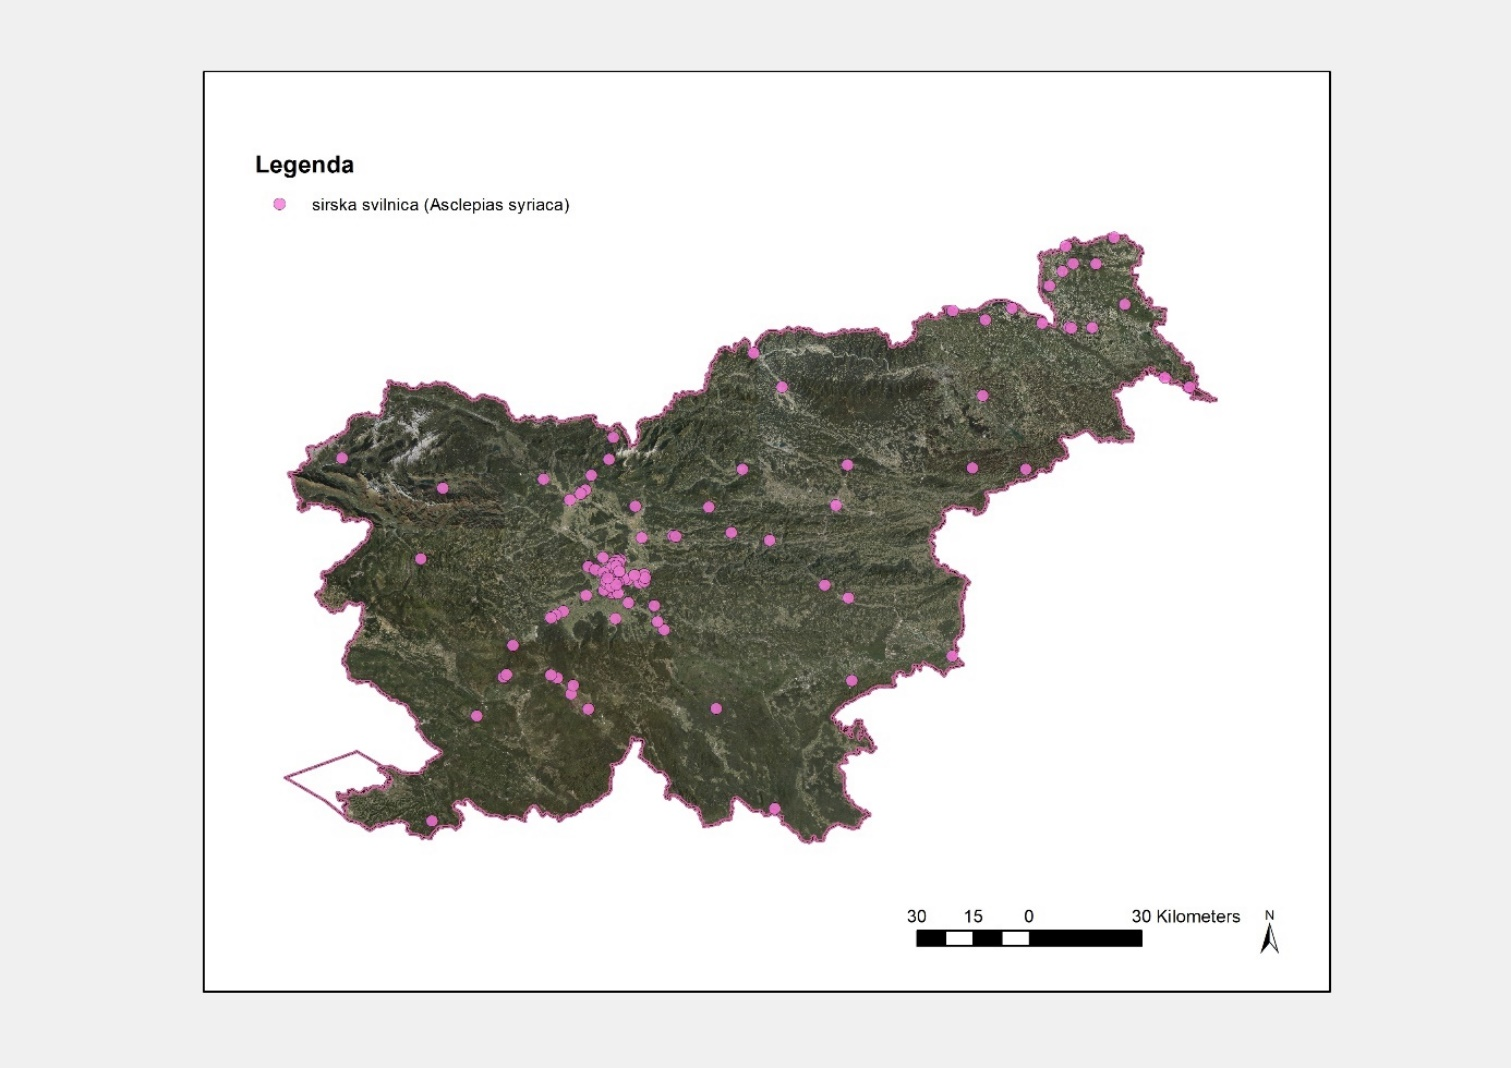 Legenda
sirska svilnica (Asclepias syriaca)
30 15 0 30 Kilometers
N